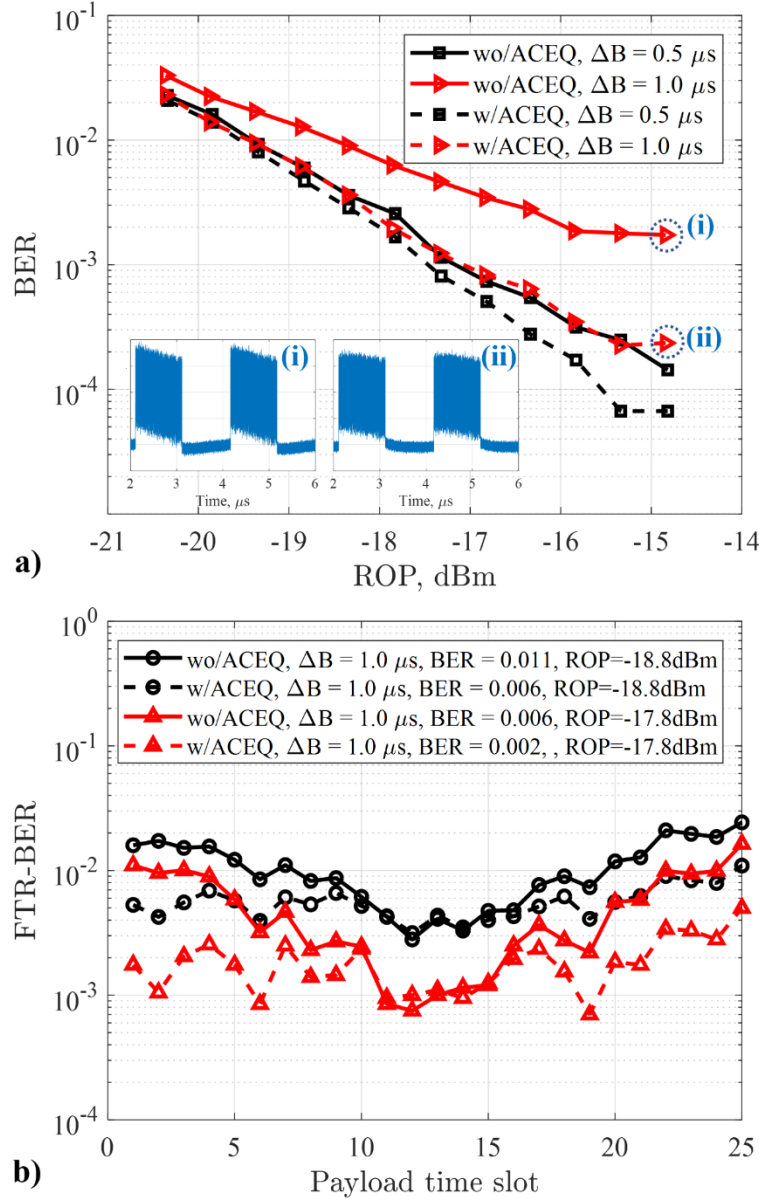 10^-1
wo/ACEQ, ΔB = 0.5 μs
wo/ACEQ, ΔB = 1.0 μs
w/ACEQ, ΔB = 0.5 μs
w/ACEQ, ΔB = 1.0 μs
10^-2
10^-3
10^-4
BER
(i)
(ii)
(i)
(ii)
2 3 4 5 6
2 3 4 5 6
Time, μs
Time, μs
-21 -20 -19 -18 -17 -16 -15 -14
ROP, dBm
a)
10^0
wo/ACEQ, ΔB = 1.0 μs, BER = 0.011, ROP=-18.8dBm
w/ACEQ, ΔB = 1.0 μs, BER = 0.006, ROP=-18.8dBm
wo/ACEQ, ΔB = 1.0 μs, BER = 0.006, ROP=-17.8dBm
w/ACEQ, ΔB = 1.0 μs, BER = 0.002, , ROP=-17.8dBm
10^-1
10^-2
10^-3
10^-4
FTR-BER
0 5 10 15 20 25
Payload time slot
b)